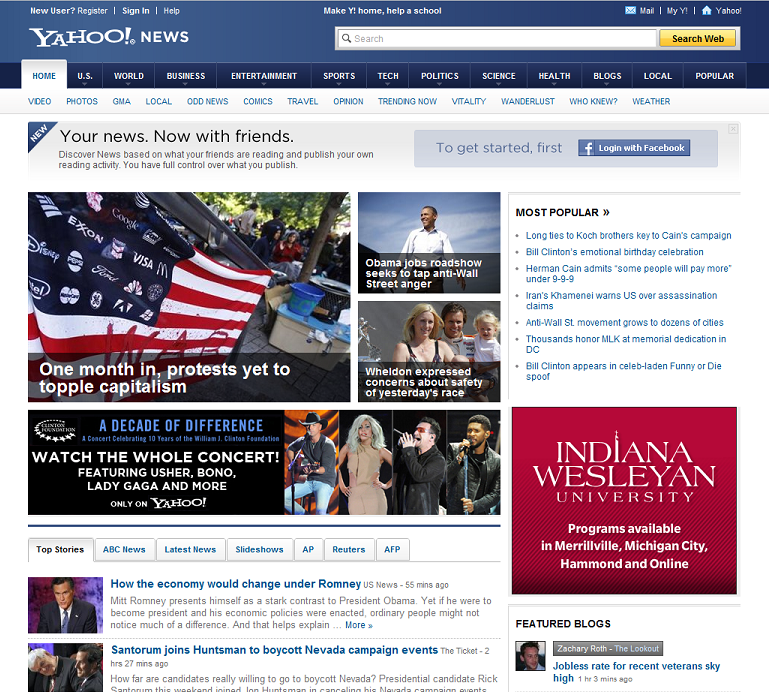 New User? Register | Sign In | Help
Make Y! home, help a school
Mail | My Y! | Yahoo!
YAHOO! NEWS
Search
Search Web
HOME U.S. WORLD BUSINESS ENTERTAINMENT SPORTS TECH POLITICS SCIENCE HEALTH BLOGS LOCAL POPULAR
VIDEO PHOTOS GMA LOCAL ODD NEWS COMICS TRAVEL OPINION TRENDING NOW VITALITY WANDERLUST WHO KNEW? WEATHER
NEW
Your news. Now with friends.
Discover News based on what your friends are reading and publish your own
reading activity. You have full control over what you publish.
To get started, first
f Login with Facebook
Google
EXXON
Disney
PEPSI
VISA
Ford
intel
One month in, protests yet to
topple capitalism
Obama jobs roadshow
seeks to tap anti-Wall
Street anger
Wheldon expressed
concerns about safety
of yesterday's race
MOST POPULAR »
Long ties to Koch brothers key to Cain's campaign
Bill Clinton's emotional birthday celebration
Herman Cain admits “some people will pay more”
under 9-9-9
Iran's Khamenei warns US over assassination
claims
Anti-Wall St. movement grows to dozens of cities
Thousands honor MLK at memorial dedication in
DC
Bill Clinton appears in celeb-laden Funny or Die
spoof
CLINTON
FOUNDATION
A DECADE OF DIFFERENCE
A Concert Celebrating 10 Years of the William J. Clinton Foundation
WATCH THE WHOLE CONCERT!
FEATURING USHER, BONO,
LADY GAGA AND MORE
ONLY ON YAHOO!
INDIANA
WESLEYAN
UNIVERSITY
Programs available
in Merrillville, Michigan City,
Hammond and Online
Top Stories ABC News Latest News Slideshows AP Reuters AFP
How the economy would change under Romney US News - 55 mins ago
Mitt Romney presents himself as a stark contrast to President Obama. Yet if he were to
become president and his economic policies were enacted, ordinary people might not
notice much of a difference. And that helps explain … More »
Santorum joins Huntsman to boycott Nevada campaign events The Ticket - 2
hrs 27 mins ago
How far are candidates really willing to go to boycott Nevada? Presidential candidate Rick
Santorum this weekend joined Jon Huntsman in canceling his Nevada campaign events
FEATURED BLOGS
Zachary Roth - The Lookout
Jobless rate for recent veterans sky
high 1 hr 3 mins ago